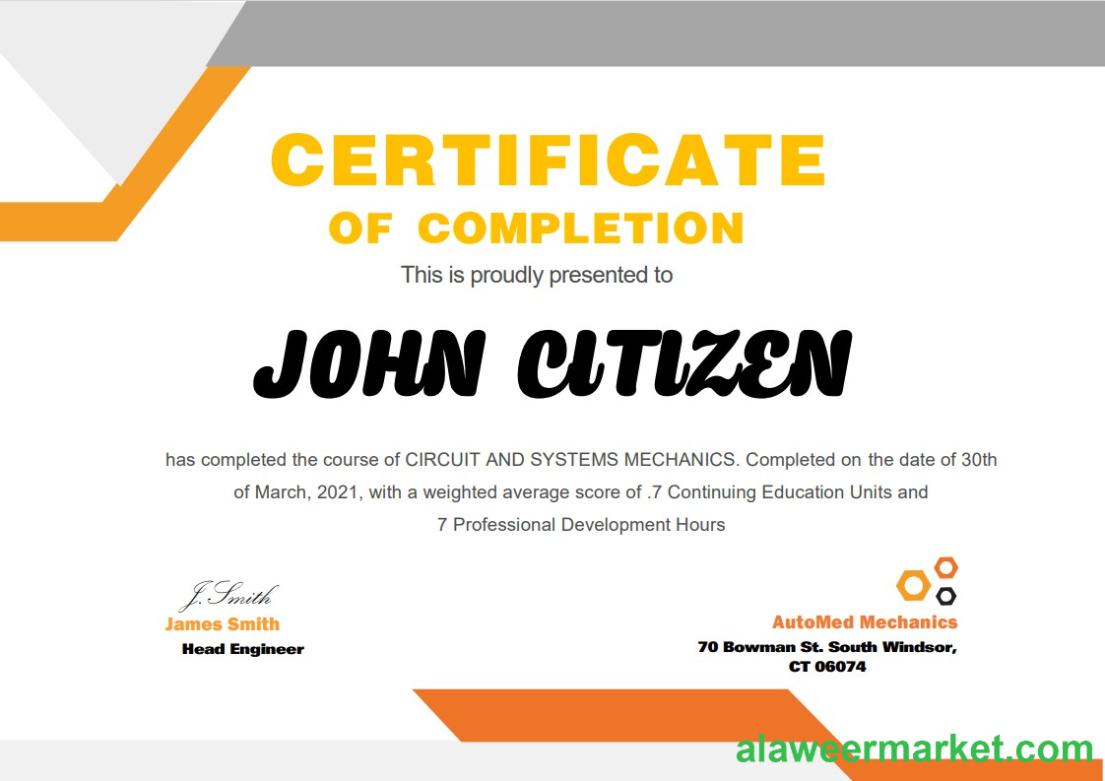 CERTIFICATE
OF COMPLETION
This is proudly presented to
JOHN CITIZEN
has completed the course of CIRCUIT AND SYSTEMS MECHANICS. Completed on the date of 30th
of March, 2021, with a weighted average score of .7 Continuing Education Units and
7 Professional Development Hours
J. Smith
James Smith
Head Engineer
AutoMed Mechanics
70 Bowman St. South Windsor,
CT 06074
alaweermarket.com